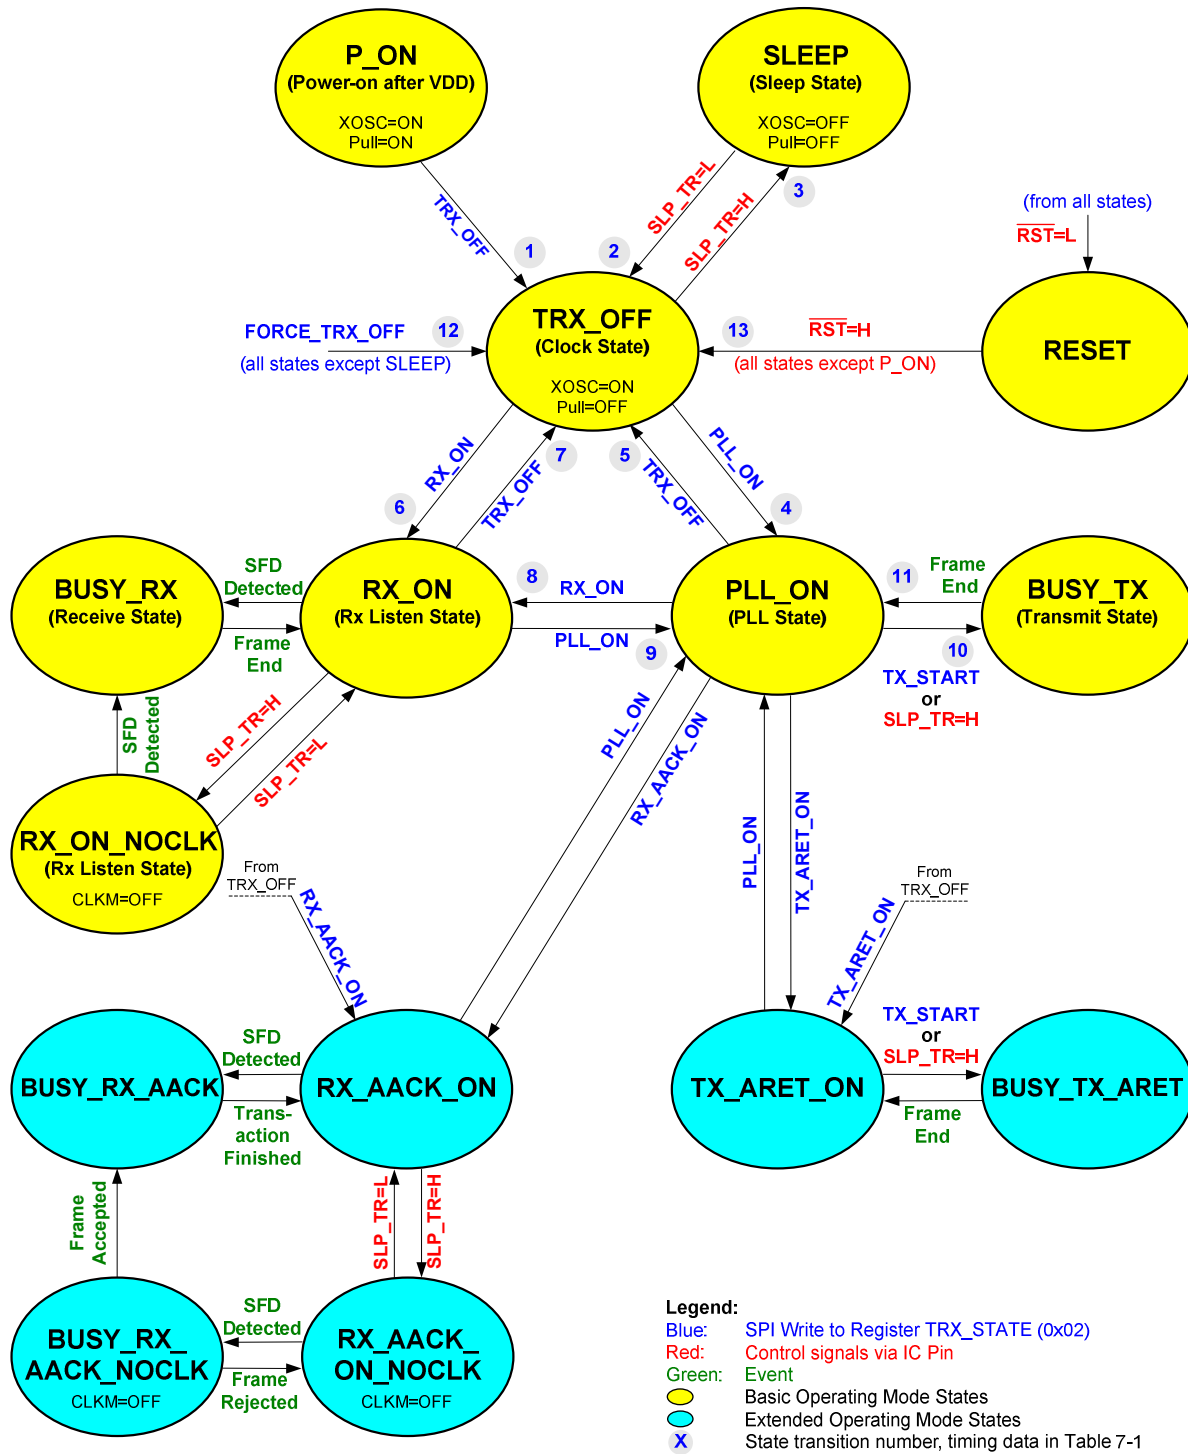 P_ON
(Power-on after VDD)
XOSC=ON
Pull=ON
SLEEP
(Sleep State)
XOSC=OFF
Pull=OFF
TRX_OFF
1
2
SLP_TR=L
SLP_TR=H
3
(from all states)
RST=L
FORCE_TRX_OFF
12
(all states except SLEEP)
TRX_OFF
(Clock State)
XOSC=ON
Pull=OFF
13
RST=H
(all states except P_ON)
RESET
RX_ON
6
7
TRX_OFF
5
TRX_OFF
PLL_ON
4
BUSY_RX
(Receive State)
SFD
Detected
Frame
End
RX_ON
(Rx Listen State)
8
RX_ON
PLL_ON
9
PLL_ON
(PLL State)
11
Frame
End
10
TX_START
or
SLP_TR=H
BUSY_TX
(Transmit State)
SFD
Detected
SLP_TR=H
SLP_TR=L
PLL_ON
RX_AACK_ON
PLL_ON
TX_ARET_ON
RX_ON_NOCLK
(Rx Listen State)
CLKM=OFF
From
TRX_OFF
RX_AACK_ON
From
TRX_OFF
TX_ARET_ON
BUSY_RX_AACK
SFD
Detected
Trans-
action
Finished
RX_AACK_ON
TX_ARET_ON
TX_START
or
SLP_TR=H
Frame
End
BUSY_TX_ARET
Frame
Accepted
SLP_TR=L
SLP_TR=H
BUSY_RX_
AACK_NOCLK
CLKM=OFF
SFD
Detected
Frame
Rejected
RX_AACK_
ON_NOCLK
CLKM=OFF
Legend:
Blue: SPI Write to Register TRX_STATE (0x02)
Red: Control signals via IC Pin
Green: Event
Basic Operating Mode States
Extended Operating Mode States
X State transition number, timing data in Table 7-1